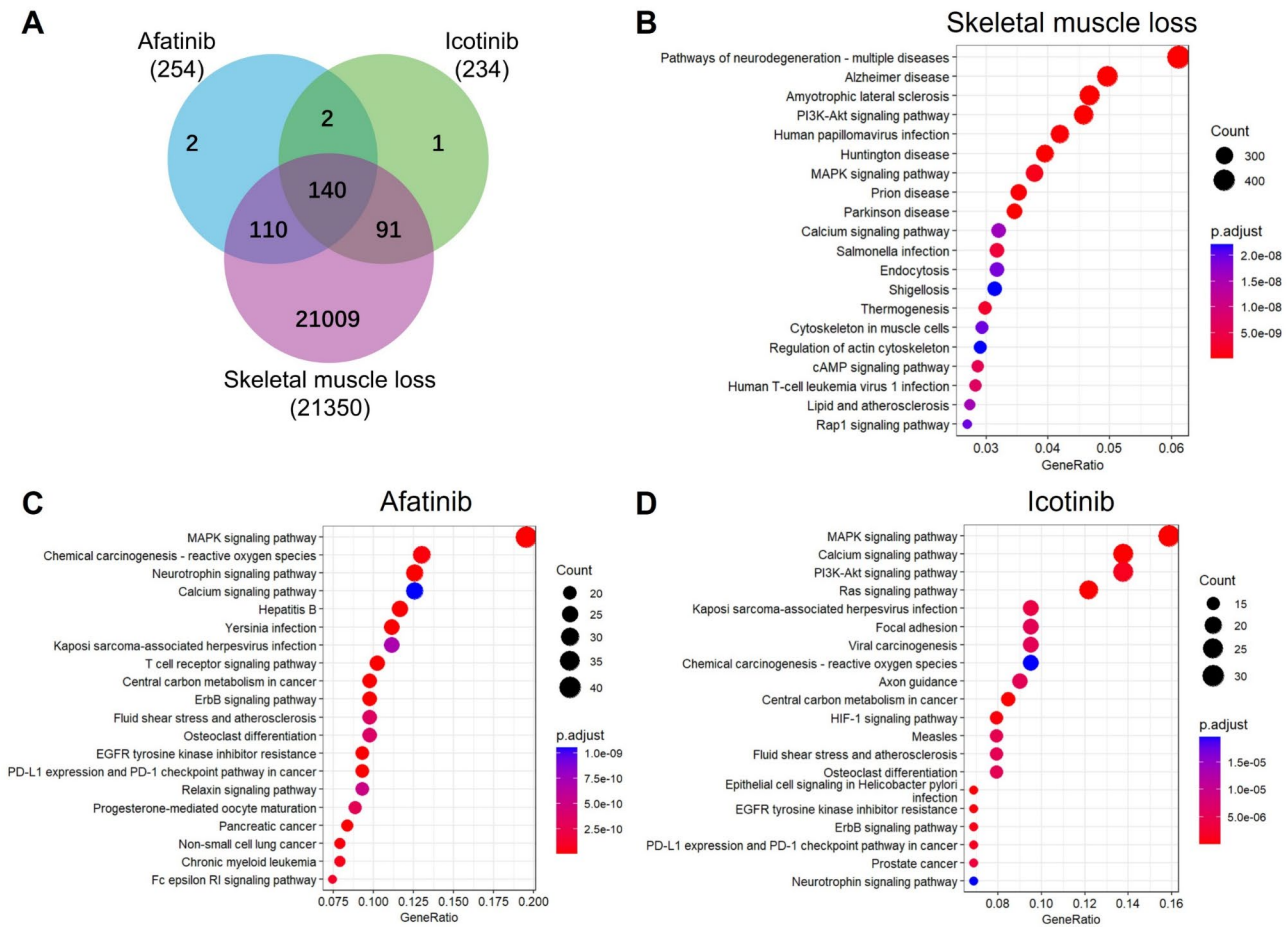 A
Afatinib
(254)
Icotinib
(234)
2
2
1
140
110
91
21009
Skeletal muscle loss
(21350)
B
Skeletal muscle loss
Pathways of neurodegeneration - multiple diseases
Alzheimer disease
Amyotrophic lateral sclerosis
PI3K-Akt signaling pathway
Human papillomavirus infection
Huntington disease
MAPK signaling pathway
Prion disease
Parkinson disease
Calcium signaling pathway
Salmonella infection
Endocytosis
Shigellosis
Thermogenesis
Cytoskeleton in muscle cells
Regulation of actin cytoskeleton
cAMP signaling pathway
Human T-cell leukemia virus 1 infection
Lipid and atherosclerosis
Rap1 signaling pathway
0.03 0.04 0.05 0.06
GeneRatio
Count
300
400
p.adjust
2.0e-08
1.5e-08
1.0e-08
5.0e-09
C
Afatinib
MAPK signaling pathway
Chemical carcinogenesis - reactive oxygen species
Neurotrophin signaling pathway
Calcium signaling pathway
Hepatitis B
Yersinia infection
Kaposi sarcoma-associated herpesvirus infection
T cell receptor signaling pathway
Central carbon metabolism in cancer
ErbB signaling pathway
Fluid shear stress and atherosclerosis
Osteoclast differentiation
EGFR tyrosine kinase inhibitor resistance
PD-L1 expression and PD-1 checkpoint pathway in cancer
Relaxin signaling pathway
Progesterone-mediated oocyte maturation
Pancreatic cancer
Non-small cell lung cancer
Chronic myeloid leukemia
Fc epsilon RI signaling pathway
0.075 0.100 0.125 0.150 0.175 0.200
GeneRatio
Count
20
25
30
35
40
p.adjust
1.0e-09
7.5e-10
5.0e-10
2.5e-10
D
Icotinib
MAPK signaling pathway
Calcium signaling pathway
PI3K-Akt signaling pathway
Ras signaling pathway
Kaposi sarcoma-associated herpesvirus infection
Focal adhesion
Viral carcinogenesis
Chemical carcinogenesis - reactive oxygen species
Axon guidance
Central carbon metabolism in cancer
HIF-1 signaling pathway
Measles
Fluid shear stress and atherosclerosis
Osteoclast differentiation
Epithelial cell signaling in Helicobacter pylori
infection
EGFR tyrosine kinase inhibitor resistance
ErbB signaling pathway
PD-L1 expression and PD-1 checkpoint pathway in cancer
Prostate cancer
Neurotrophin signaling pathway
0.08 0.10 0.12 0.14 0.16
GeneRatio
Count
15
20
25
30
p.adjust
1.5e-05
1.0e-05
5.0e-06